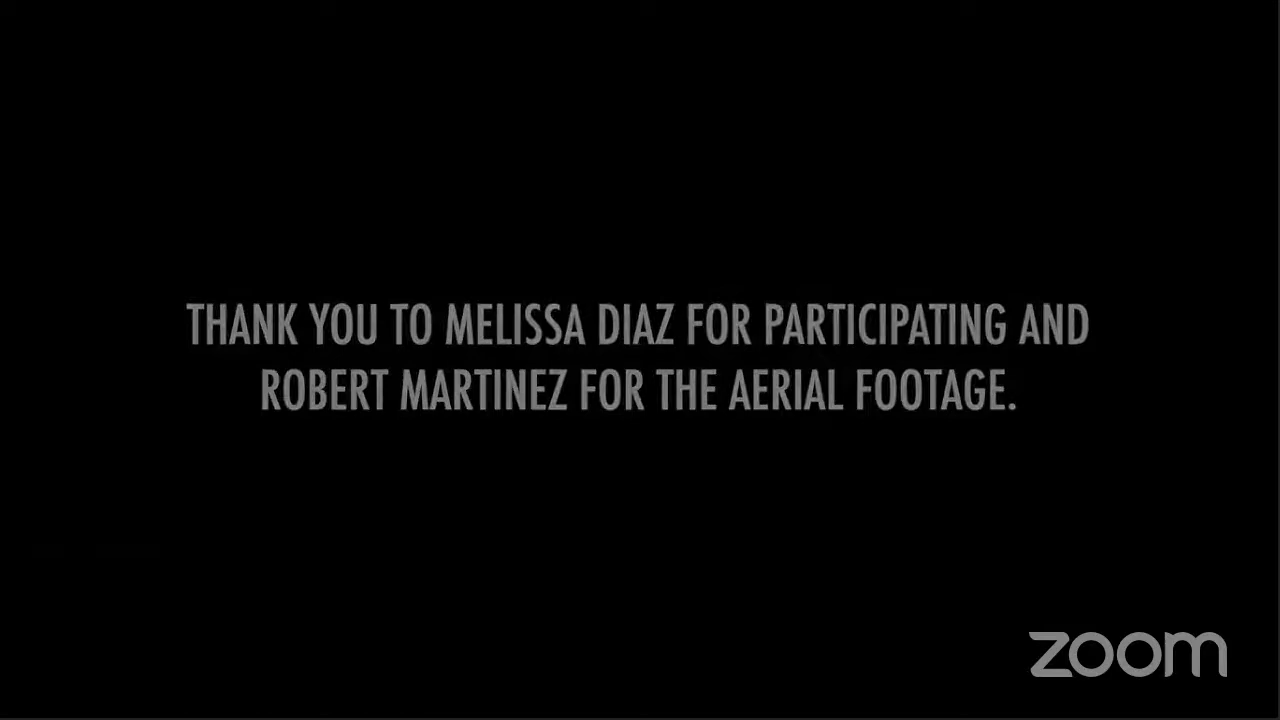 THANK YOU TO MELISSA DIAZ FOR PARTICIPATING AND
ROBERT MARTINEZ FOR THE AERIAL FOOTAGE.
zoom